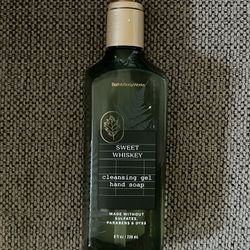 Bath&BodyWorks
SWEET
WHISKEY
cleansing gel
hand soap
MADE WITHOUT
SULFATES,
PARABENS & DYES
8 fl oz / 236 mL